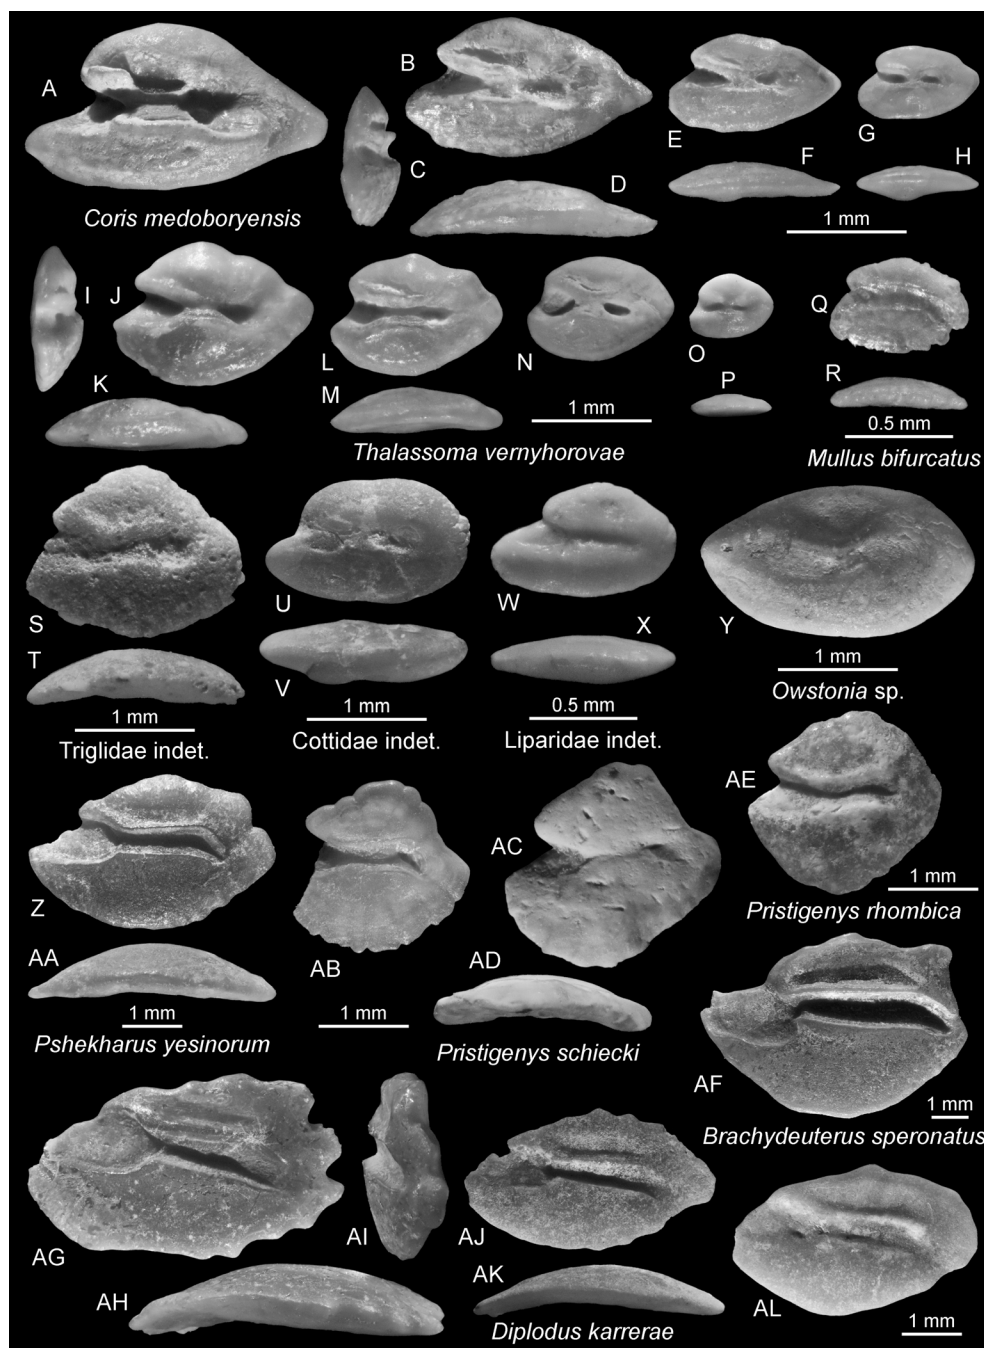 A
B
C
D
E
F
G
H
1 mm
Coris medoboryensis
I
J
K
L
M
N
O
P
Q
R
1 mm
0.5 mm
Thalassoma vernyhorovae
Mullus bifurcatus
S
T
U
V
W
X
Y
1 mm
1 mm
0.5 mm
1 mm
Triglidae indet.
Cottidae indet.
Liparidae indet.
Owstonia sp.
Z
AA
AB
AC
AD
AE
1 mm
Pristigenys rhombica
1 mm
1 mm
Pshekharus yesinorum
Pristigenys schiecki
AF
1 mm
Brachydeuterus speronatus
AG
AH
AI
AJ
AK
AL
Diplodus karrerae
1 mm